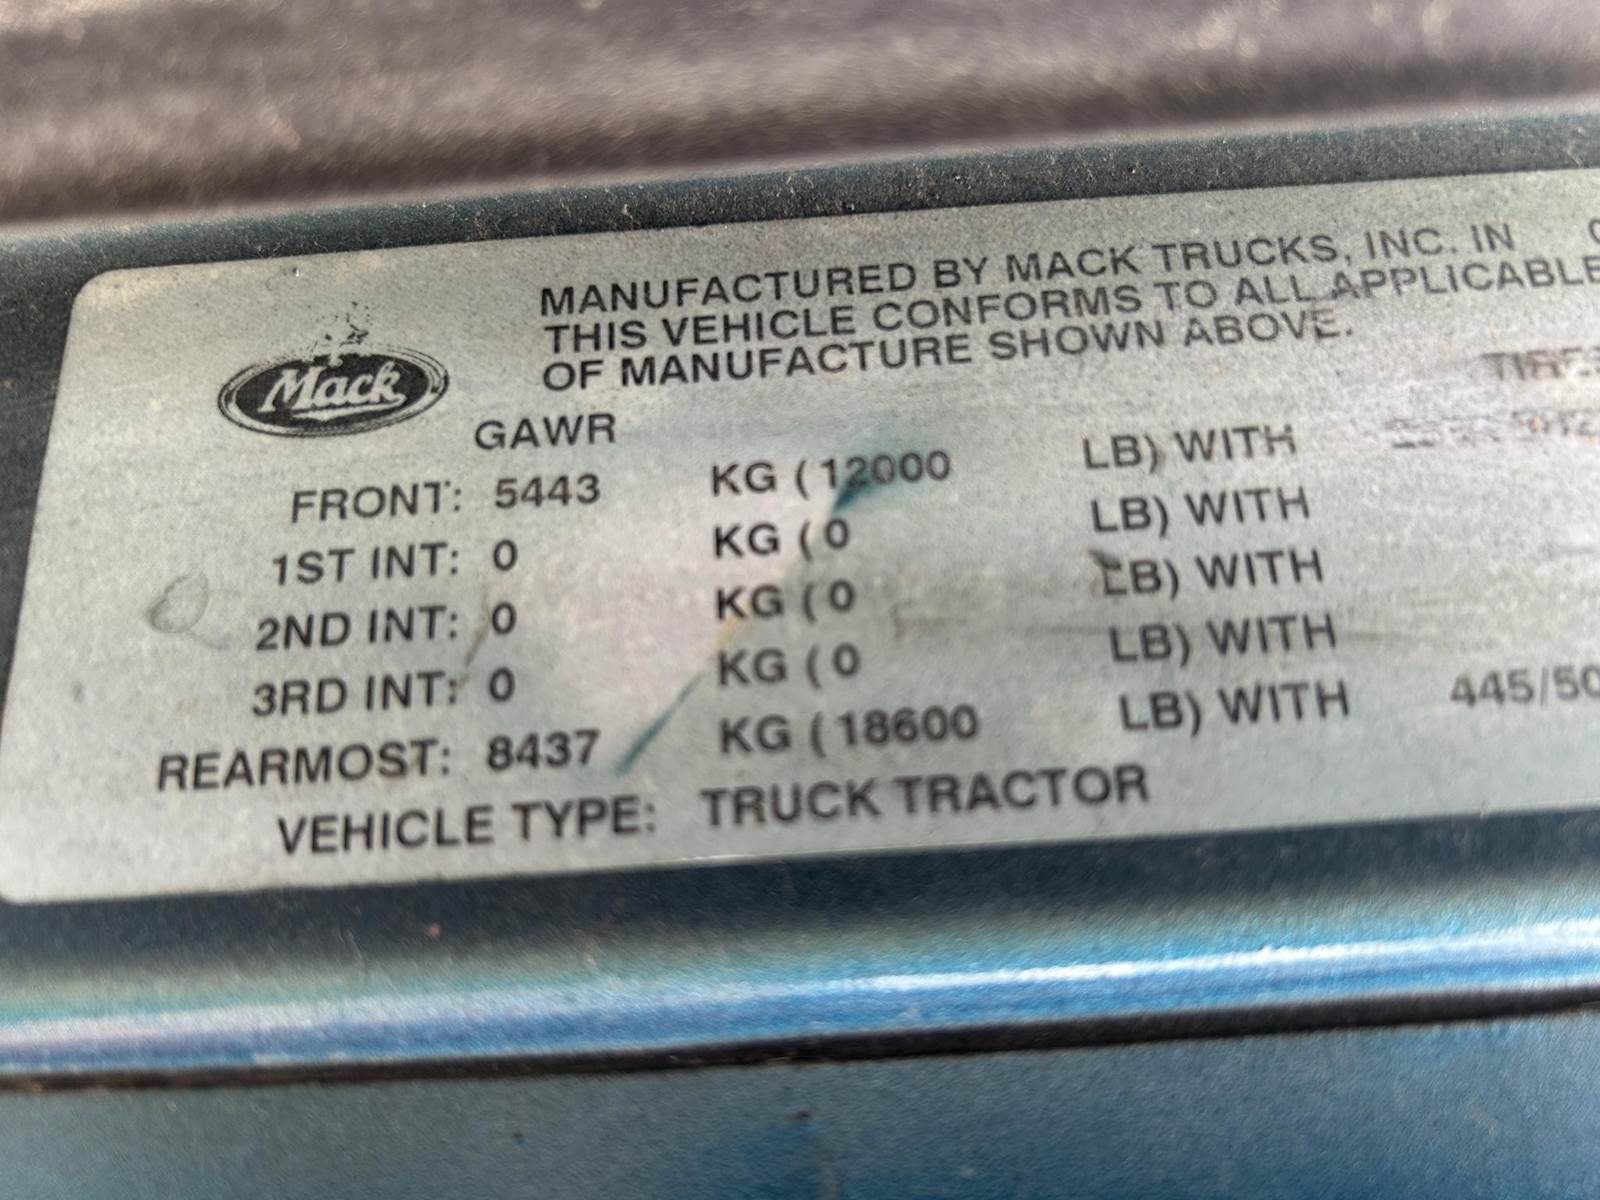 MANUFACTURED BY MACK TRUCKS, INC. IN
THIS VEHICLE CONFORMS TO ALL APPLICABLE
OF MANUFACTURE SHOWN ABOVE.
Mack
GAWR TIRES
FRONT: 5443 KG (12000 LB) WITH
1ST INT: 0 KG (0 LB) WITH
2ND INT: 0 KG (0 LB) WITH
3RD INT: 0 KG (0 LB) WITH
REARMOST: 8437 KG (18600 LB) WITH 445/50
VEHICLE TYPE: TRUCK TRACTOR